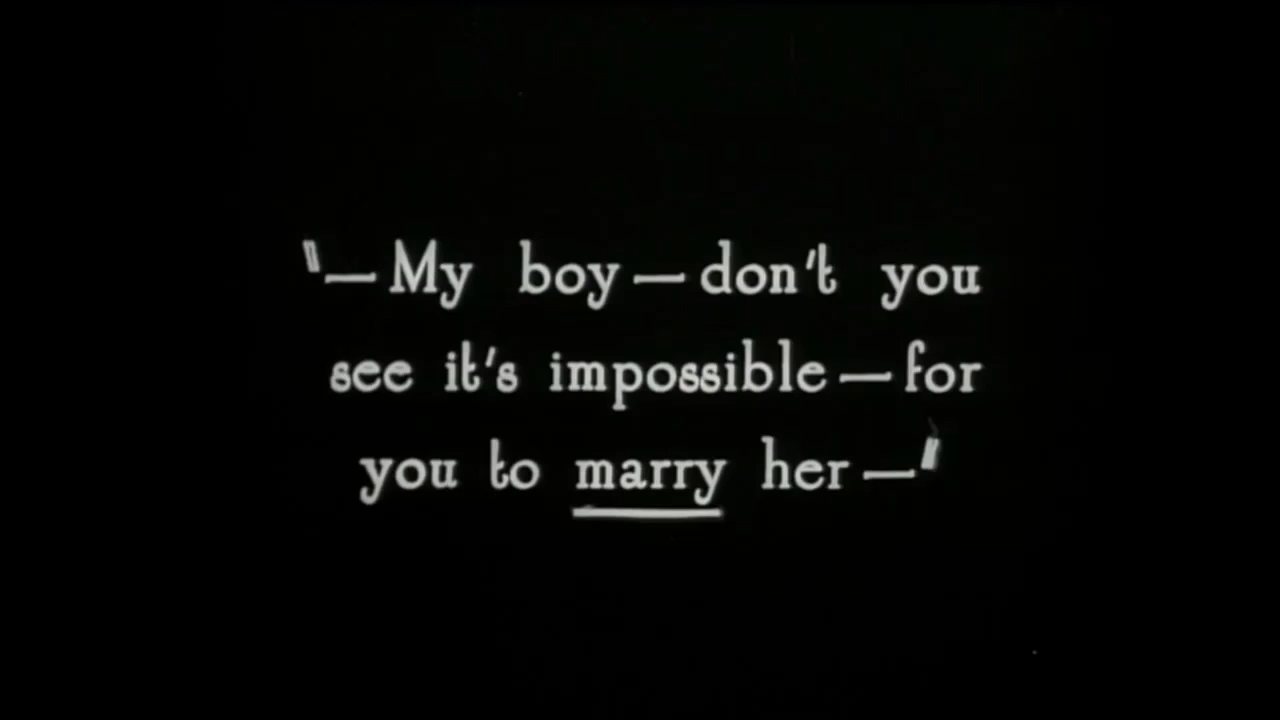 "—My boy—don't you
see it's impossible—for
you to marry her—"